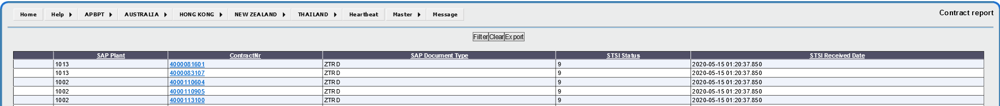 Home Help APBPT AUSTRALIA HONG KONG NEW ZEALAND THAILAND Heartbeat Master Message
Contract report
Filter Clear Export
SAP Plant ContractNr SAP Document Type STSI Status STSI Received Date
1013 4000081601 ZTRD 9 2020-05-15 01:20:37.850
1013 4000083107 ZTRD 9 2020-05-15 01:20:37.850
1002 4000110604 ZTRD 9 2020-05-15 01:20:37.850
1002 4000110905 ZTRD 9 2020-05-15 01:20:37.850
1002 4000113100 ZTRD 9 2020-05-15 01:20:37.850